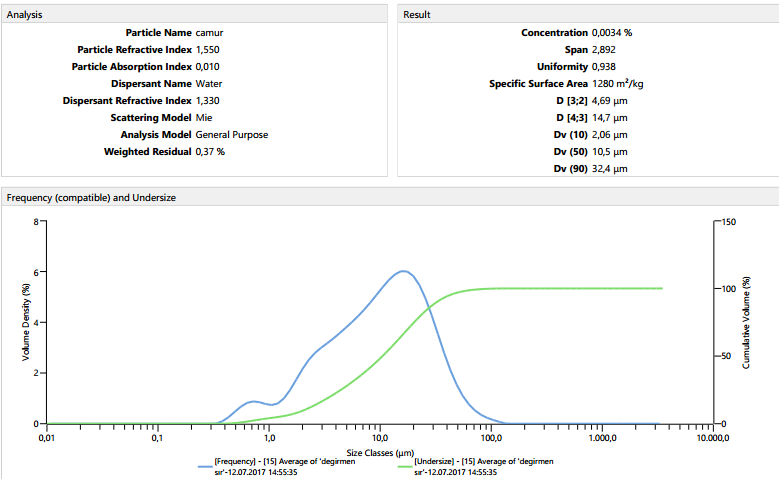 Analysis
Particle Name camur
Particle Refractive Index 1,550
Particle Absorption Index 0,010
Dispersant Name Water
Dispersant Refractive Index 1,330
Scattering Model Mie
Analysis Model General Purpose
Weighted Residual 0,37 %
Result
Concentration 0,0034 %
Span 2,892
Uniformity 0,938
Specific Surface Area 1280 m²/kg
D [3;2] 4,69 µm
D [4;3] 14,7 µm
Dv (10) 2,06 µm
Dv (50) 10,5 µm
Dv (90) 32,4 µm
Frequency (compatible) and Undersize
Volume Density (%)
8
6
4
2
0
150
100
50
0
Cumulative Volume (%)
0,01
0,1
1,0
10,0
100,0
1.000,0
10.000,0
Size Classes (µm)
[Frequency] - [15] Average of 'degirmen
sır'-12.07.2017 14:55:35
[Undersize] - [15] Average of 'degirmen
sır'-12.07.2017 14:55:35